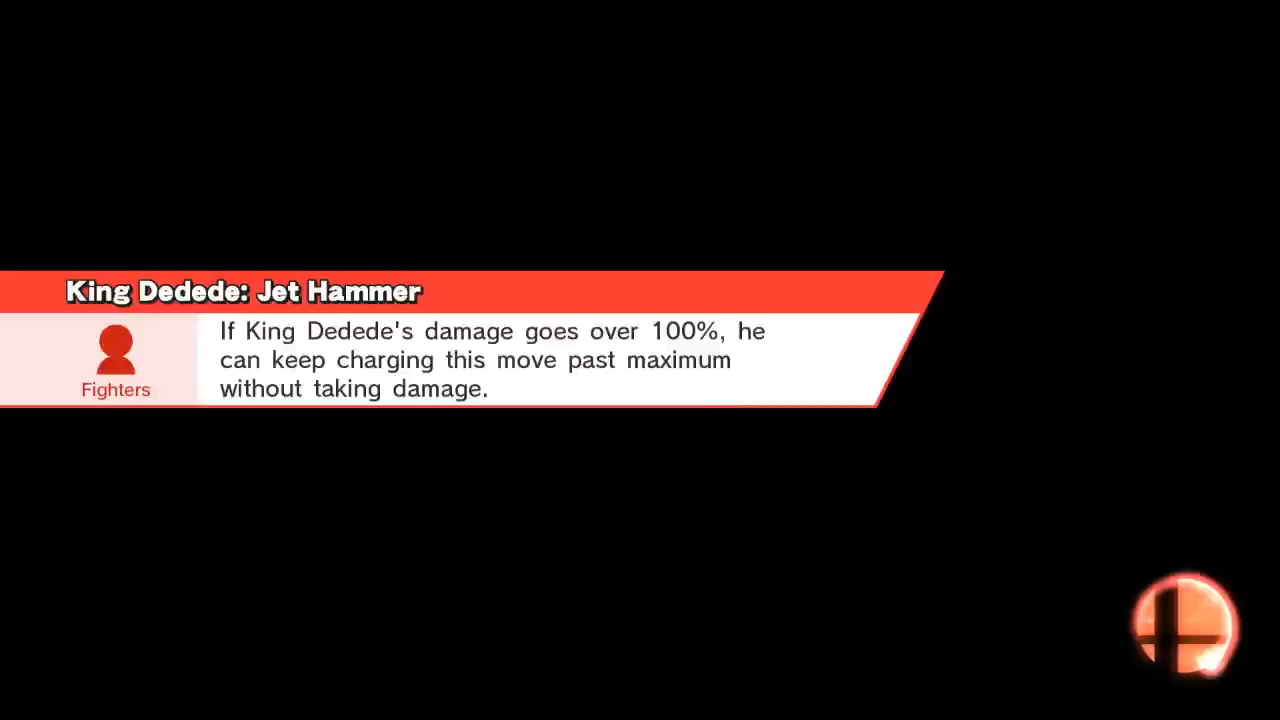 King Dedede: Jet Hammer
Fighters
If King Dedede's damage goes over 100%, he
can keep charging this move past maximum
without taking damage.